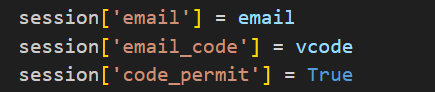 session['email'] = email
session['email_code'] = vcode
session['code_permit'] = True